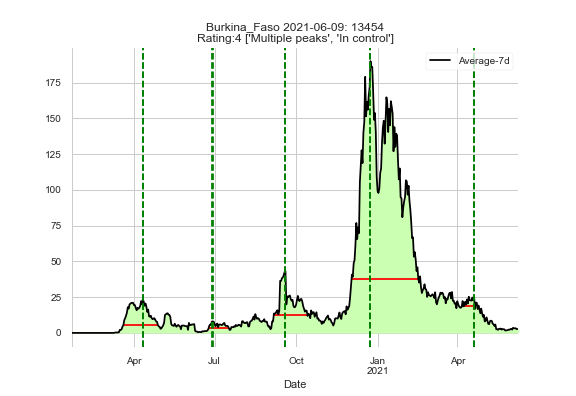 Burkina_Faso 2021-06-09: 13454
Rating:4 ['Multiple peaks', 'In control']
Average-7d
175
150
125
100
75
50
25
0
Apr
Jul
Oct
Jan
2021
Apr
Date